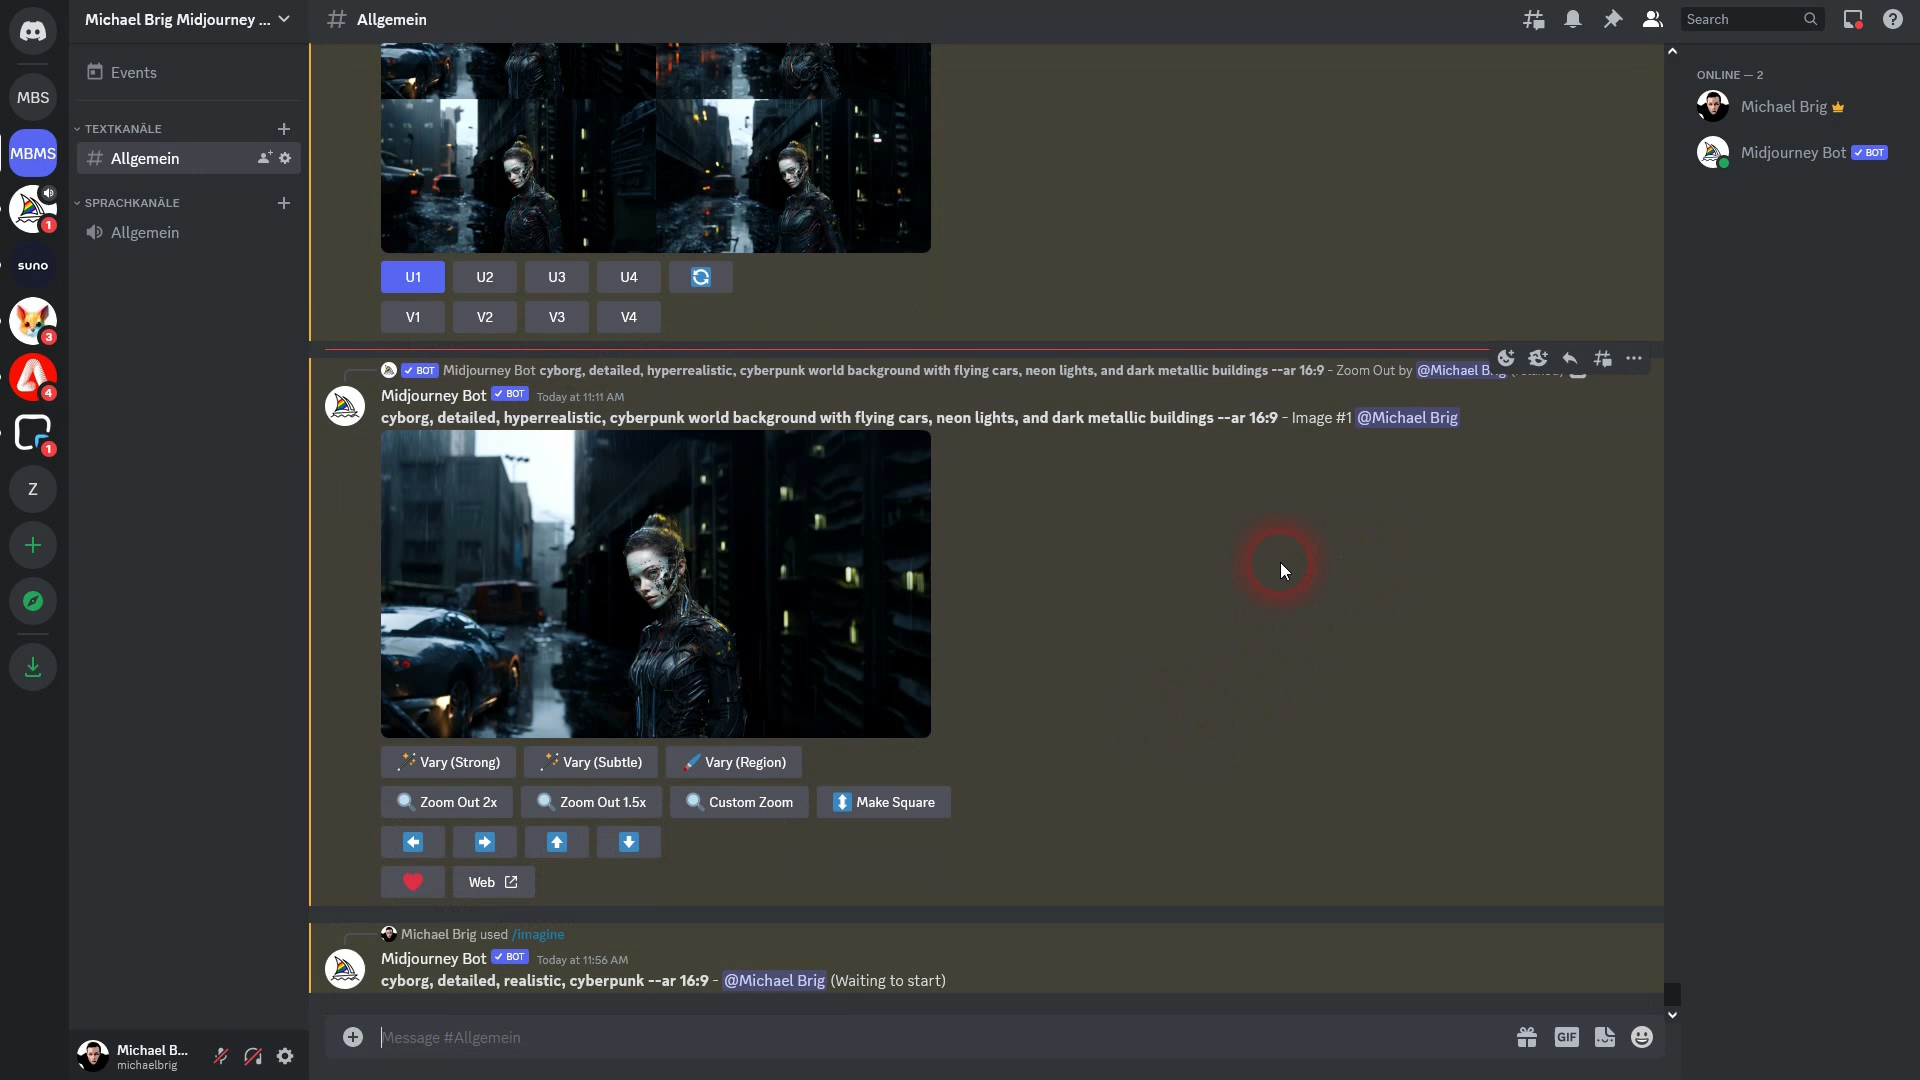 Michael Brig Midjourney ...
Allgemein
Search
MBS
MBMS
1
suno
3
4
1
Z
Events
TEXTKANÄLE
Allgemein
SPRACHKANÄLE
Allgemein
U1 U2 U3 U4
V1 V2 V3 V4
BOT Midjourney Bot cyborg, detailed, hyperrealistic, cyberpunk world background with flying cars, neon lights, and dark metallic buildings --ar 16:9 - Zoom Out by @Michael
Midjourney Bot BOT Today at 11:11 AM
cyborg, detailed, hyperrealistic, cyberpunk world background with flying cars, neon lights, and dark metallic buildings --ar 16:9 - Image #1 @Michael Brig
Vary (Strong) Vary (Subtle) Vary (Region)
Zoom Out 2x Zoom Out 1.5x Custom Zoom Make Square
Web
Michael Brig used /imagine
Midjourney Bot BOT Today at 11:56 AM
cyborg, detailed, realistic, cyberpunk --ar 16:9 - @Michael Brig (Waiting to start)
Message #Allgemein
GIF
Michael B...
michaelbrig
ONLINE — 2
Michael Brig
Midjourney Bot BOT